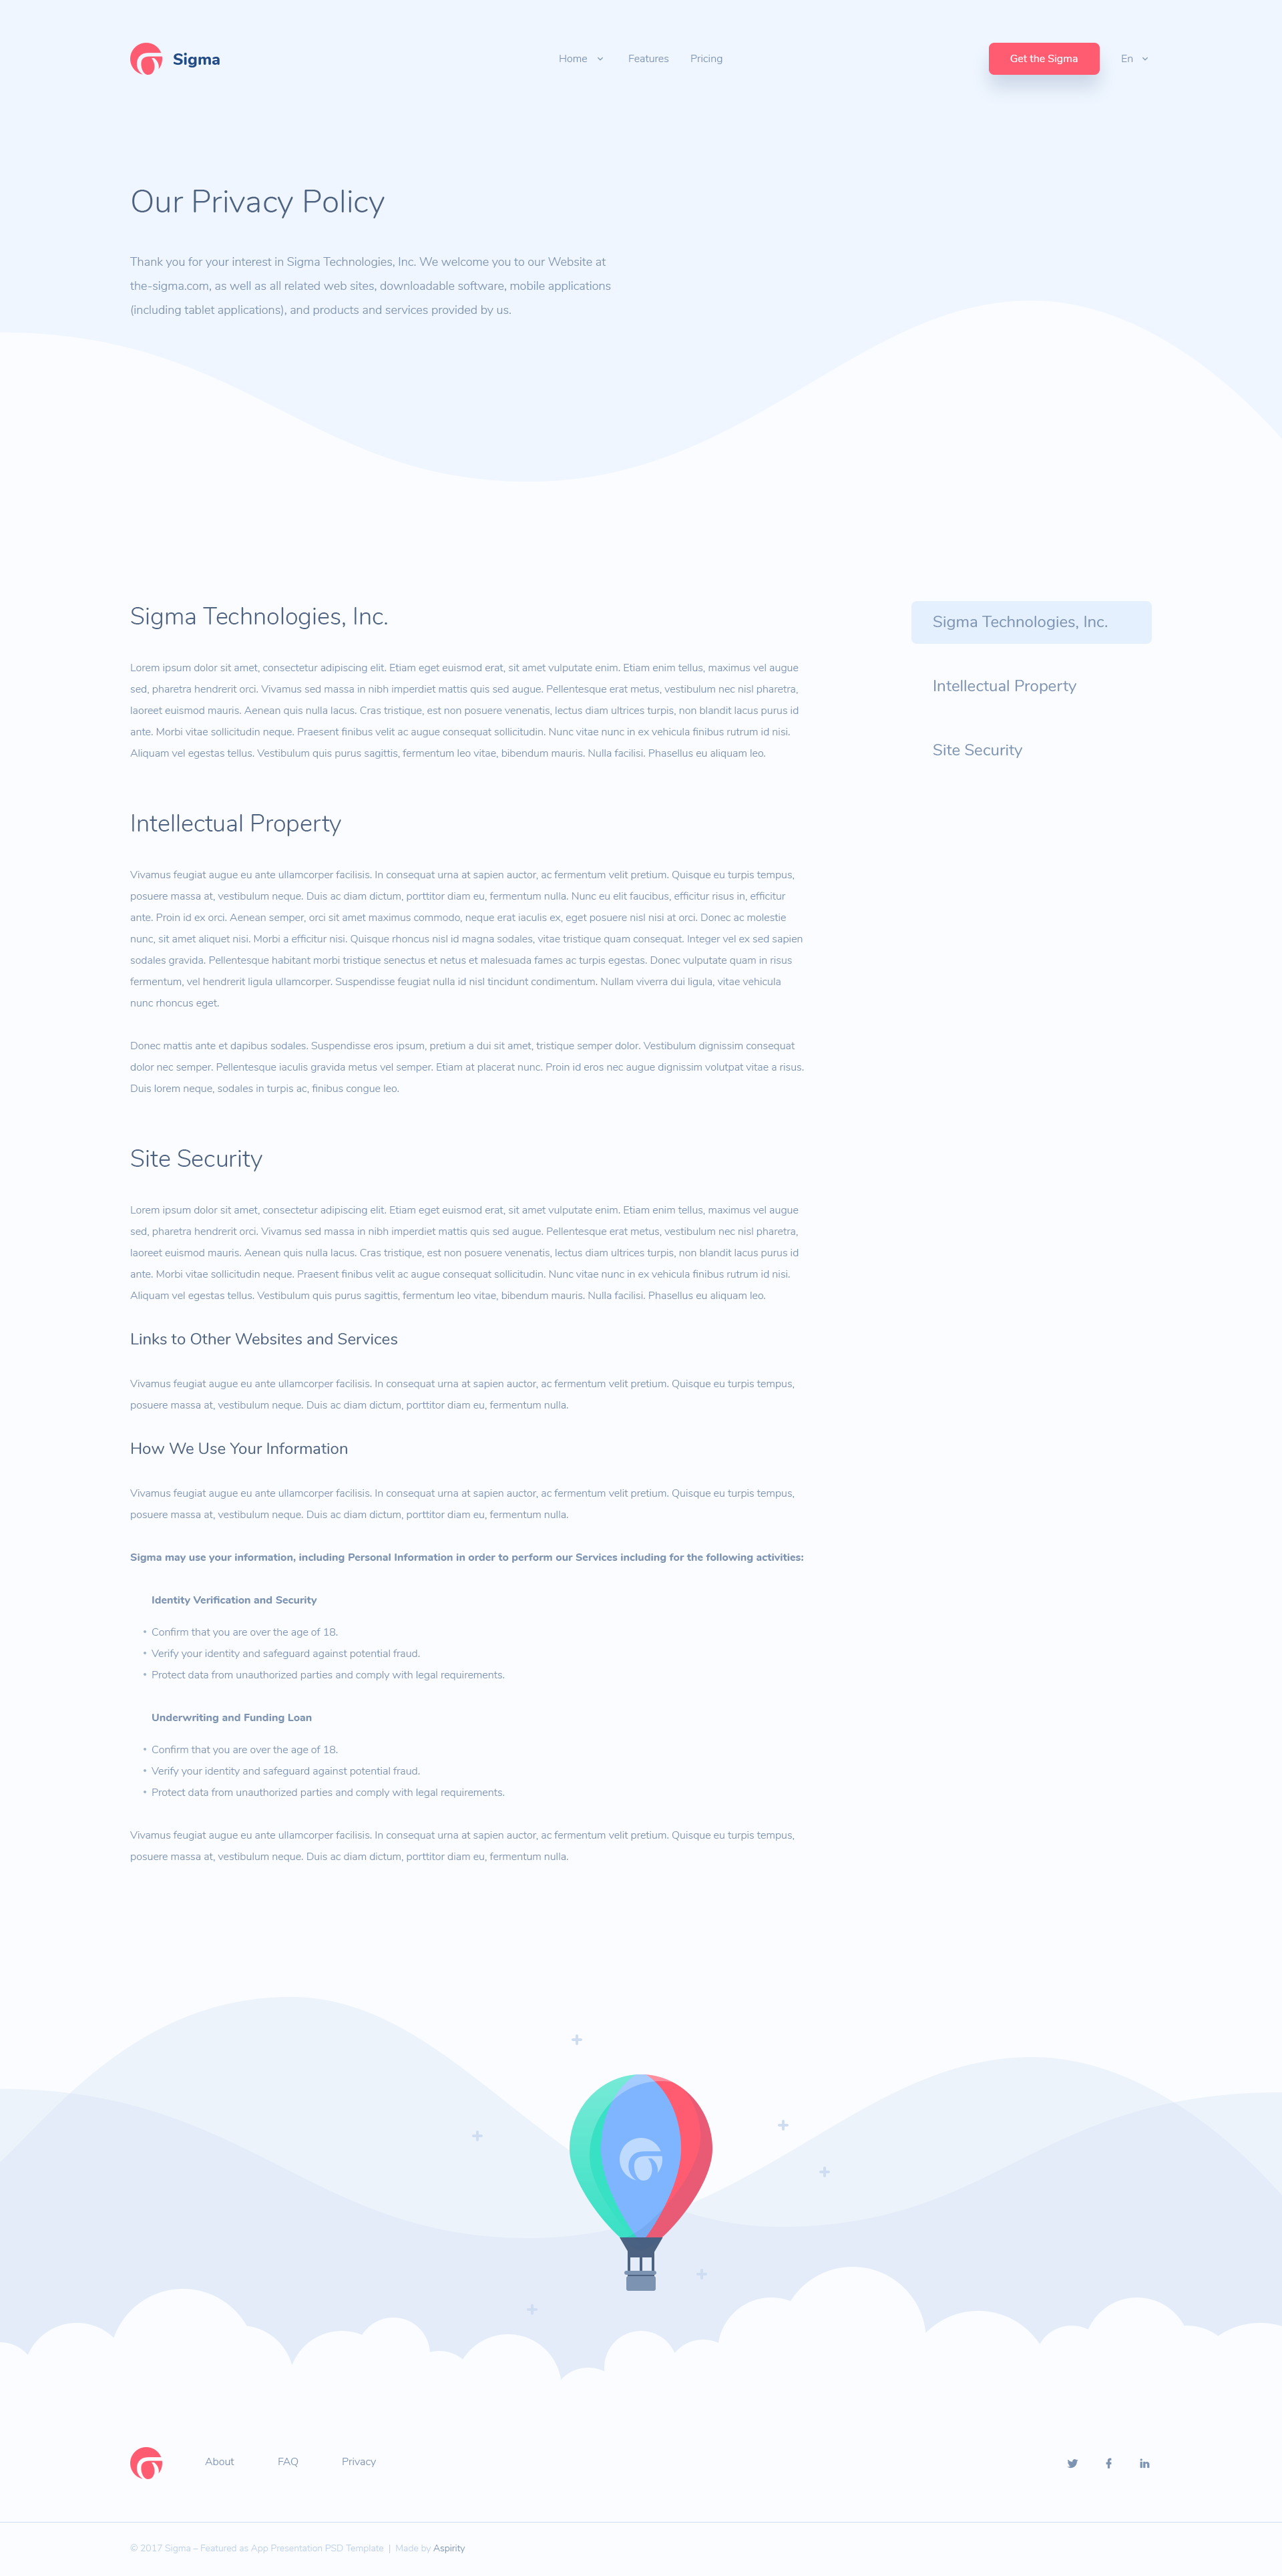 Sigma
Home
Features
Pricing
Get the Sigma
En
Our Privacy Policy
Thank you for your interest in Sigma Technologies, Inc. We welcome you to our Website at
the-sigma.com, as well as all related web sites, downloadable software, mobile applications
(including tablet applications), and products and services provided by us.
Sigma Technologies, Inc.
Lorem ipsum dolor sit amet, consectetur adipiscing elit. Etiam eget euismod erat, sit amet vulputate enim. Etiam enim tellus, maximus vel augue
sed, pharetra hendrerit orci. Vivamus sed massa in nibh imperdiet mattis quis sed augue. Pellentesque erat metus, vestibulum nec nisl pharetra,
laoreet euismod mauris. Aenean quis nulla lacus. Cras tristique, est non posuere venenatis, lectus diam ultrices turpis, non blandit lacus purus id
ante. Morbi vitae sollicitudin neque. Praesent finibus velit ac augue consequat sollicitudin. Nunc vitae nunc in ex vehicula finibus rutrum id nisi.
Aliquam vel egestas tellus. Vestibulum quis purus sagittis, fermentum leo vitae, bibendum mauris. Nulla facilisi. Phasellus eu aliquam leo.
Sigma Technologies, Inc.
Intellectual Property
Site Security
Intellectual Property
Vivamus feugiat augue eu ante ullamcorper facilisis. In consequat urna at sapien auctor, ac fermentum velit pretium. Quisque eu turpis tempus,
posuere massa at, vestibulum neque. Duis ac diam dictum, porttitor diam eu, fermentum nulla. Nunc eu elit faucibus, efficitur risus in, efficitur
ante. Proin id ex orci. Aenean semper, orci sit amet maximus commodo, neque erat iaculis ex, eget posuere nisl nisi at orci. Donec ac molestie
nunc, sit amet aliquet nisi. Morbi a efficitur nisi. Quisque rhoncus nisl id magna sodales, vitae tristique quam consequat. Integer vel ex sed sapien
sodales gravida. Pellentesque habitant morbi tristique senectus et netus et malesuada fames ac turpis egestas. Donec vulputate quam in risus
fermentum, vel hendrerit ligula ullamcorper. Suspendisse feugiat nulla id nisl tincidunt condimentum. Nullam viverra dui ligula, vitae vehicula
nunc rhoncus eget.
Donec mattis ante et dapibus sodales. Suspendisse eros ipsum, pretium a dui sit amet, tristique semper dolor. Vestibulum dignissim consequat
dolor nec semper. Pellentesque iaculis gravida metus vel semper. Etiam at placerat nunc. Proin id eros nec augue dignissim volutpat vitae a risus.
Duis lorem neque, sodales in turpis ac, finibus congue leo.
Site Security
Lorem ipsum dolor sit amet, consectetur adipiscing elit. Etiam eget euismod erat, sit amet vulputate enim. Etiam enim tellus, maximus vel augue
sed, pharetra hendrerit orci. Vivamus sed massa in nibh imperdiet mattis quis sed augue. Pellentesque erat metus, vestibulum nec nisl pharetra,
laoreet euismod mauris. Aenean quis nulla lacus. Cras tristique, est non posuere venenatis, lectus diam ultrices turpis, non blandit lacus purus id
ante. Morbi vitae sollicitudin neque. Praesent finibus velit ac augue consequat sollicitudin. Nunc vitae nunc in ex vehicula finibus rutrum id nisi.
Aliquam vel egestas tellus. Vestibulum quis purus sagittis, fermentum leo vitae, bibendum mauris. Nulla facilisi. Phasellus eu aliquam leo.
Links to Other Websites and Services
Vivamus feugiat augue eu ante ullamcorper facilisis. In consequat urna at sapien auctor, ac fermentum velit pretium. Quisque eu turpis tempus,
posuere massa at, vestibulum neque. Duis ac diam dictum, porttitor diam eu, fermentum nulla.
How We Use Your Information
Vivamus feugiat augue eu ante ullamcorper facilisis. In consequat urna at sapien auctor, ac fermentum velit pretium. Quisque eu turpis tempus,
posuere massa at, vestibulum neque. Duis ac diam dictum, porttitor diam eu, fermentum nulla.
Sigma may use your information, including Personal Information in order to perform our Services including for the following activities:
Identity Verification and Security
• Confirm that you are over the age of 18.
• Verify your identity and safeguard against potential fraud.
• Protect data from unauthorized parties and comply with legal requirements.
Underwriting and Funding Loan
• Confirm that you are over the age of 18.
• Verify your identity and safeguard against potential fraud.
• Protect data from unauthorized parties and comply with legal requirements.
Vivamus feugiat augue eu ante ullamcorper facilisis. In consequat urna at sapien auctor, ac fermentum velit pretium. Quisque eu turpis tempus,
posuere massa at, vestibulum neque. Duis ac diam dictum, porttitor diam eu, fermentum nulla.
About
FAQ
Privacy
© 2017 Sigma – Featured as App Presentation PSD Template | Made by Aspirity